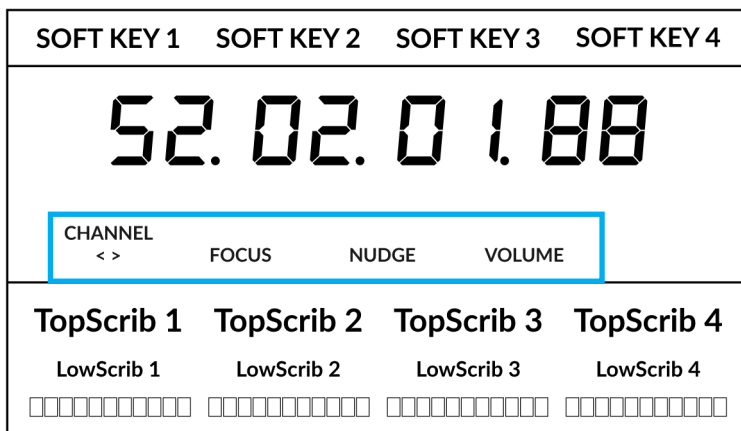 SOFT KEY 1 SOFT KEY 2 SOFT KEY 3 SOFT KEY 4
52.02.01.88
CHANNEL
< > FOCUS NUDGE VOLUME
TopScrib 1 TopScrib 2 TopScrib 3 TopScrib 4
LowScrib 1 LowScrib 2 LowScrib 3 LowScrib 4